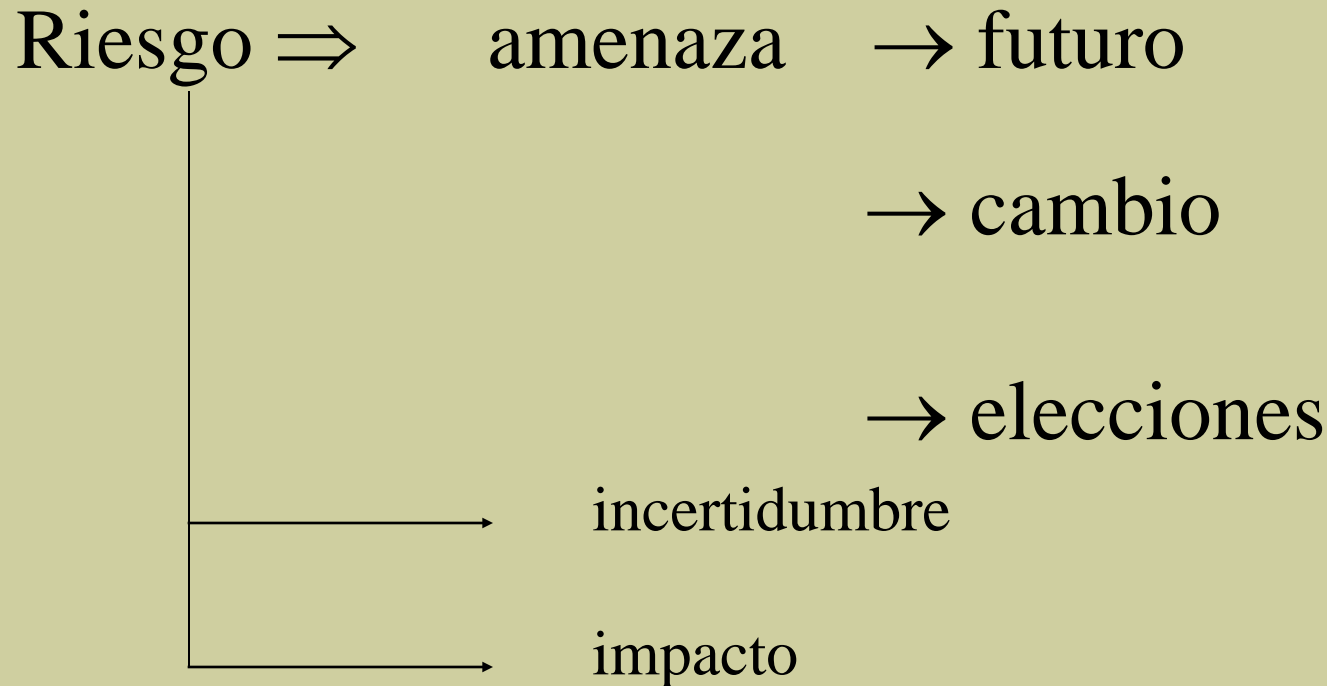 Riesgo ⇒ amenaza → futuro
→ cambio
→ elecciones
incertidumbre
impacto